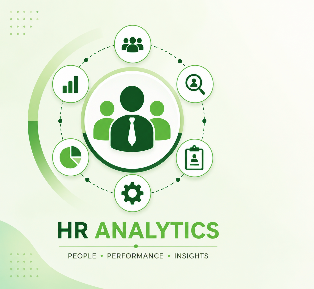 HR ANALYTICS
PEOPLE • PERFORMANCE • INSIGHTS